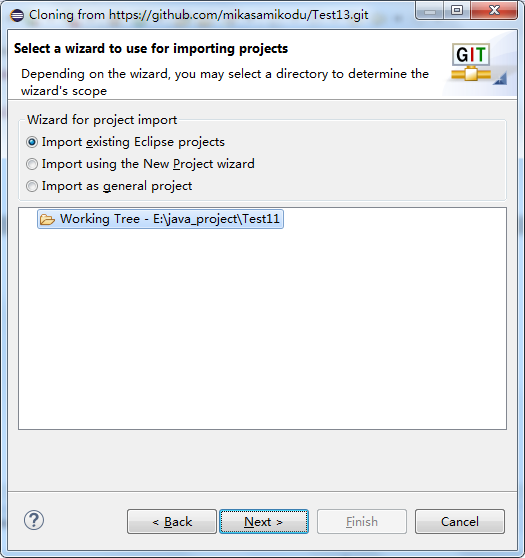 Cloning from https://github.com/mikasamikodu/Test13.git
Select a wizard to use for importing projects
Depending on the wizard, you may select a directory to determine the
wizard's scope
GIT
Wizard for project import
Import existing Eclipse projects
Import using the New Project wizard
Import as general project
Working Tree - E:\java_project\Test11
?
< Back
Next >
Finish
Cancel